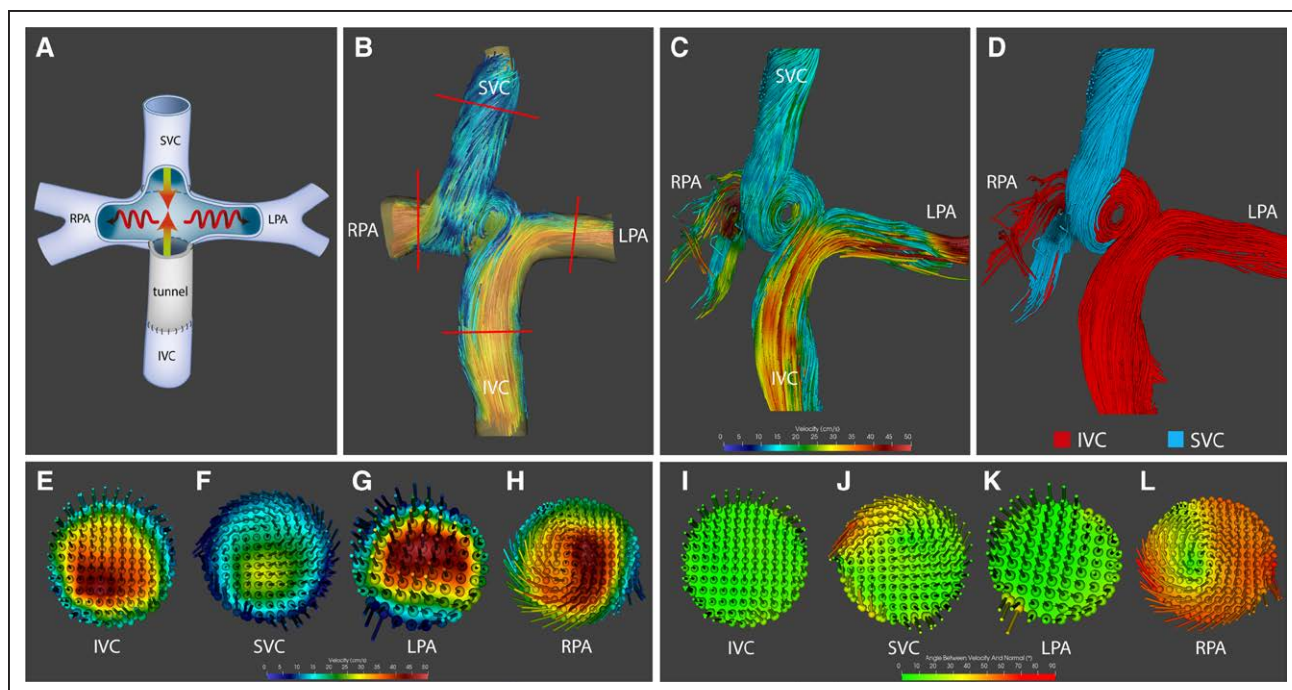 A
SVC
RPA
LPA
tunnel
IVC
B
SVC
RPA
LPA
IVC
C
SVC
RPA
LPA
IVC
Velocity (cm/s)
0 5 10 15 20 25 30 35 40 45 50
D
RPA
LPA
IVC SVC
E F G H
IVC SVC LPA RPA
Velocity (cm/s)
0 5 10 15 20 25 30 35 40 45 50
I J K L
IVC SVC LPA RPA
Angle Between Velocity And Normal (°)
0 10 20 30 40 50 60 70 80 90